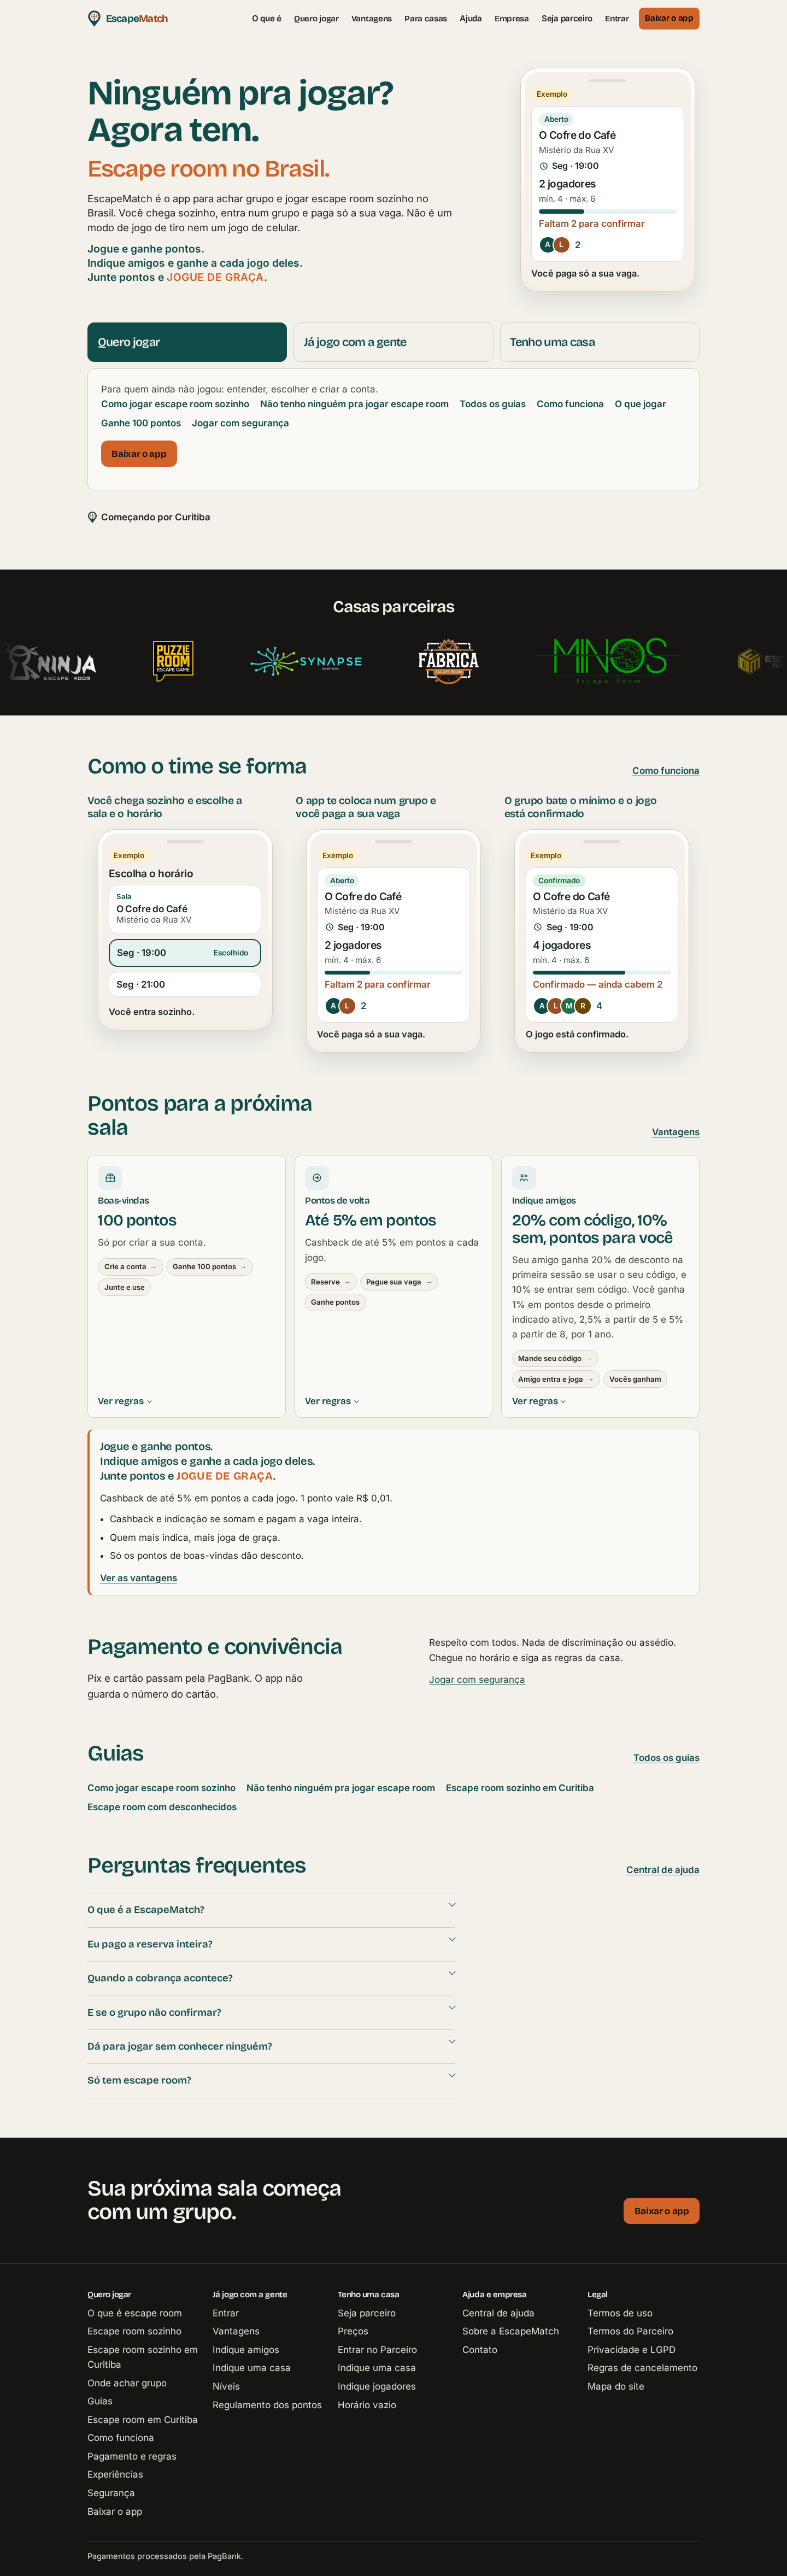 EscapeMatch
O que é
Quero jogar
Vantagens
Para casas
Ajuda
Empresa
Seja parceiro
Entrar
Baixar o app
Ninguém pra jogar?
Agora tem.
Escape room no Brasil.
EscapeMatch é o app para achar grupo e jogar escape room sozinho no
Brasil. Você chega sozinho, entra num grupo e paga só a sua vaga. Não é um
modo de jogo de tiro nem um jogo de celular.
Jogue e ganhe pontos.
Indique amigos e ganhe a cada jogo deles.
Junte pontos e JOGUE DE GRAÇA.
Exemplo
Aberto
O Cofre do Café
Mistério da Rua XV
Seg · 19:00
2 jogadores
mín. 4 · máx. 6
Faltam 2 para confirmar
A L 2
Você paga só a sua vaga.
Quero jogar
Já jogo com a gente
Tenho uma casa
Para quem ainda não jogou: entender, escolher e criar a conta.
Como jogar escape room sozinho
Não tenho ninguém pra jogar escape room
Todos os guias
Como funciona
O que jogar
Ganhe 100 pontos
Jogar com segurança
Baixar o app
Começando por Curitiba
Casas parceiras
NINJA
ESCAPE ROOM
PUZZLE
ROOM
ESCAPE GAME
SYNAPSE
FÁBRICA
MINOS
Escape Room
Como o time se forma
Como funciona
Você chega sozinho e escolhe a
sala e o horário
Exemplo
Escolha o horário
Sala
O Cofre do Café
Mistério da Rua XV
Seg · 19:00
Escolhido
Seg · 21:00
Você entra sozinho.
O app te coloca num grupo e
você paga a sua vaga
Exemplo
Aberto
O Cofre do Café
Mistério da Rua XV
Seg · 19:00
2 jogadores
mín. 4 · máx. 6
Faltam 2 para confirmar
A L 2
Você paga só a sua vaga.
O grupo bate o mínimo e o jogo
está confirmado
Exemplo
Confirmado
O Cofre do Café
Mistério da Rua XV
Seg · 19:00
4 jogadores
mín. 4 · máx. 6
Confirmado — ainda cabem 2
A L M R 4
O jogo está confirmado.
Pontos para a próxima
sala
Vantagens
Boas-vindas
100 pontos
Só por criar a sua conta.
Crie a conta →
Ganhe 100 pontos →
Junte e use
Ver regras
Pontos de volta
Até 5% em pontos
Cashback de até 5% em pontos a cada
jogo.
Reserve →
Pague sua vaga →
Ganhe pontos
Ver regras
Indique amigos
20% com código, 10%
sem, pontos para você
Seu amigo ganha 20% de desconto na
primeira sessão se usar o seu código, e
10% se entrar sem código. Você ganha
1% em pontos desde o primeiro
indicado ativo, 2,5% a partir de 5 e 5%
a partir de 8, por 1 ano.
Mande seu código →
Amigo entra e joga →
Vocês ganham
Ver regras
Jogue e ganhe pontos.
Indique amigos e ganhe a cada jogo deles.
Junte pontos e JOGUE DE GRAÇA.
Cashback de até 5% em pontos a cada jogo. 1 ponto vale R$ 0,01.
• Cashback e indicação se somam e pagam a vaga inteira.
• Quem mais indica, mais joga de graça.
• Só os pontos de boas-vindas dão desconto.
Ver as vantagens
Pagamento e convivência
Pix e cartão passam pela PagBank. O app não
guarda o número do cartão.
Respeito com todos. Nada de discriminação ou assédio.
Chegue no horário e siga as regras da casa.
Jogar com segurança
Guias
Todos os guias
Como jogar escape room sozinho
Não tenho ninguém pra jogar escape room
Escape room sozinho em Curitiba
Escape room com desconhecidos
Perguntas frequentes
Central de ajuda
O que é a EscapeMatch?
Eu pago a reserva inteira?
Quando a cobrança acontece?
E se o grupo não confirmar?
Dá para jogar sem conhecer ninguém?
Só tem escape room?
Sua próxima sala começa
com um grupo.
Baixar o app
Quero jogar
O que é escape room
Escape room sozinho
Escape room sozinho em
Curitiba
Onde achar grupo
Guias
Escape room em Curitiba
Como funciona
Pagamento e regras
Experiências
Segurança
Baixar o app
Já jogo com a gente
Entrar
Vantagens
Indique amigos
Indique uma casa
Níveis
Regulamento dos pontos
Tenho uma casa
Seja parceiro
Preços
Entrar no Parceiro
Indique uma casa
Indique jogadores
Horário vazio
Ajuda e empresa
Central de ajuda
Sobre a EscapeMatch
Contato
Legal
Termos de uso
Termos do Parceiro
Privacidade e LGPD
Regras de cancelamento
Mapa do site
Pagamentos processados pela PagBank.